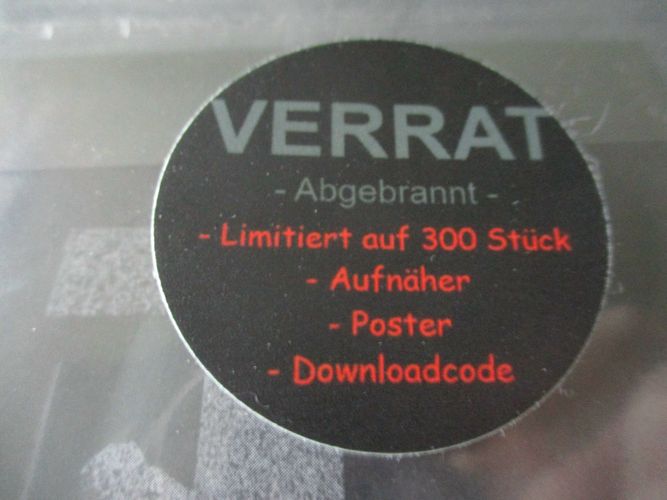 VERRAT
- Abgebrannt -
- Limitiert auf 300 Stück
- Aufnäher
- Poster
- Downloadcode